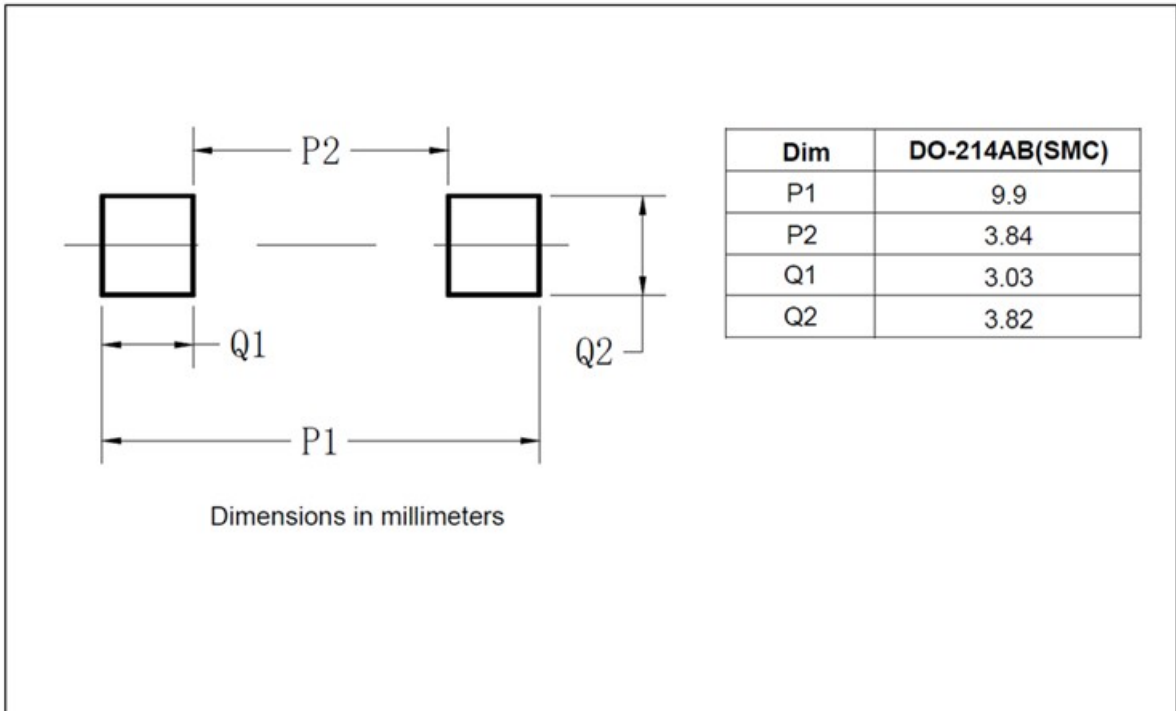 P2
Q1
Q2
P1
Dimensions in millimeters
Dim DO-214AB(SMC)
P1 9.9
P2 3.84
Q1 3.03
Q2 3.82